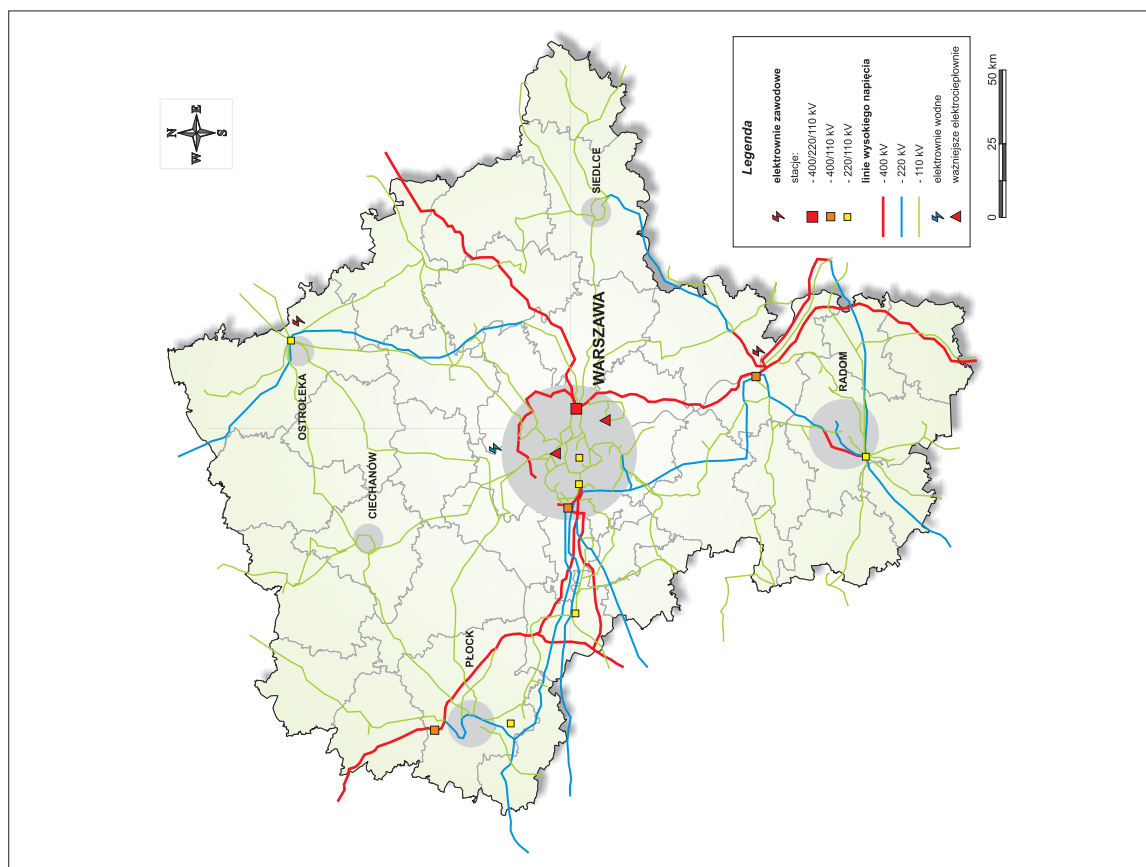 N
W
E
S
OSTROŁĘKA
CIECHANÓW
SIEDLCE
WARSZAWA
PŁOCK
RADOM
Legenda
elektrownie zawodowe
stacje:
- 400/220/110 kV
- 400/110 kV
- 220/110 kV
linie wysokiego napięcia
- 400 kV
- 220 kV
- 110 kV
elektrownie wodne
ważniejsze elektrociepłownie
0 25 50 km